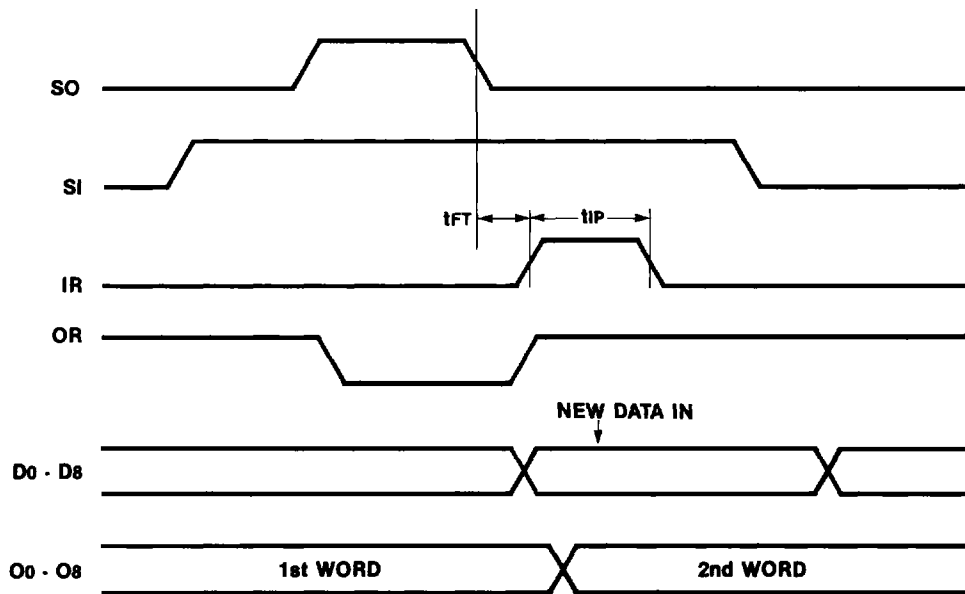 SO
SI
tFT
tIP
IR
OR
NEW DATA IN
D0 - D8
O0 - O8
1st WORD
2nd WORD